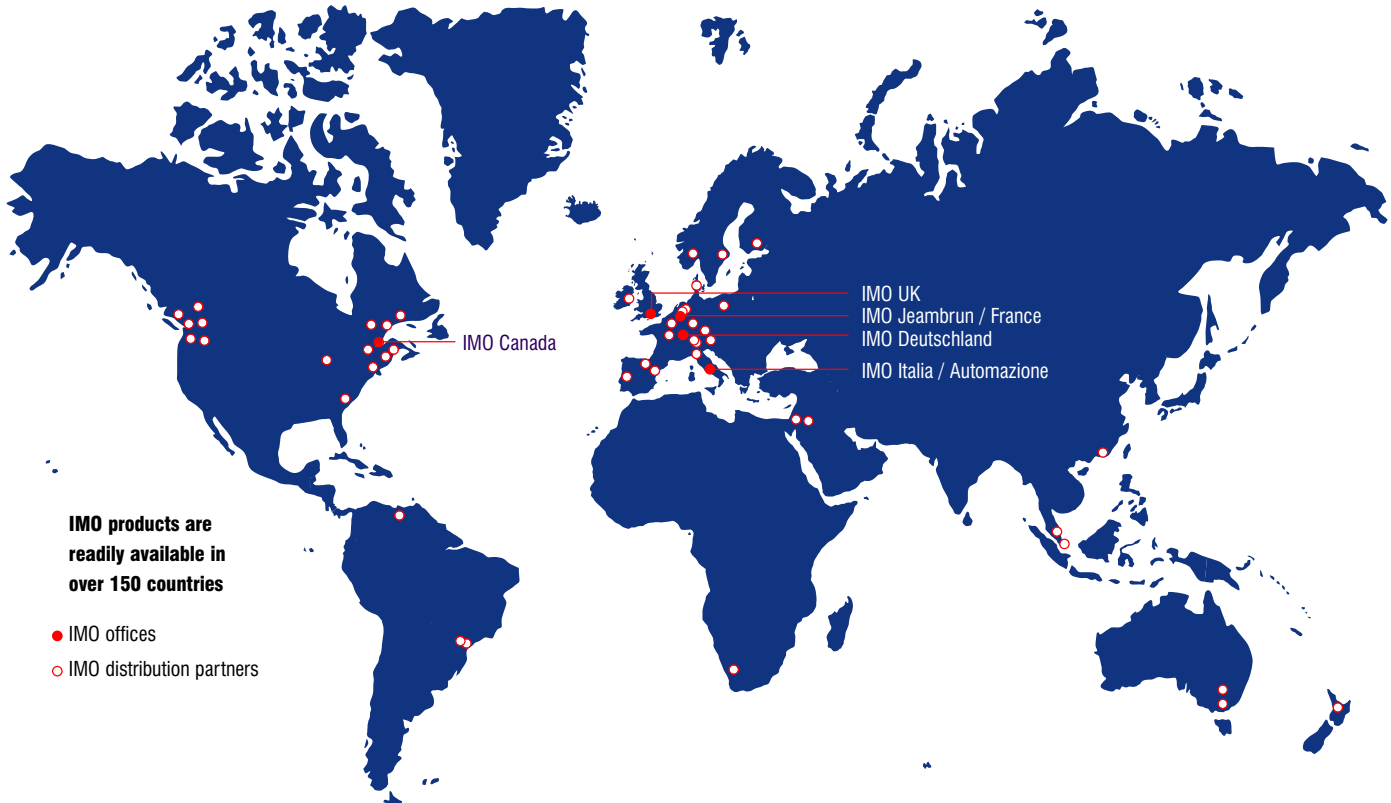 IMO UK
IMO Jeambrun / France
IMO Deutschland
IMO Canada
IMO Italia / Automazione
IMO products are
readily available in
over 150 countries
IMO offices
IMO distribution partners